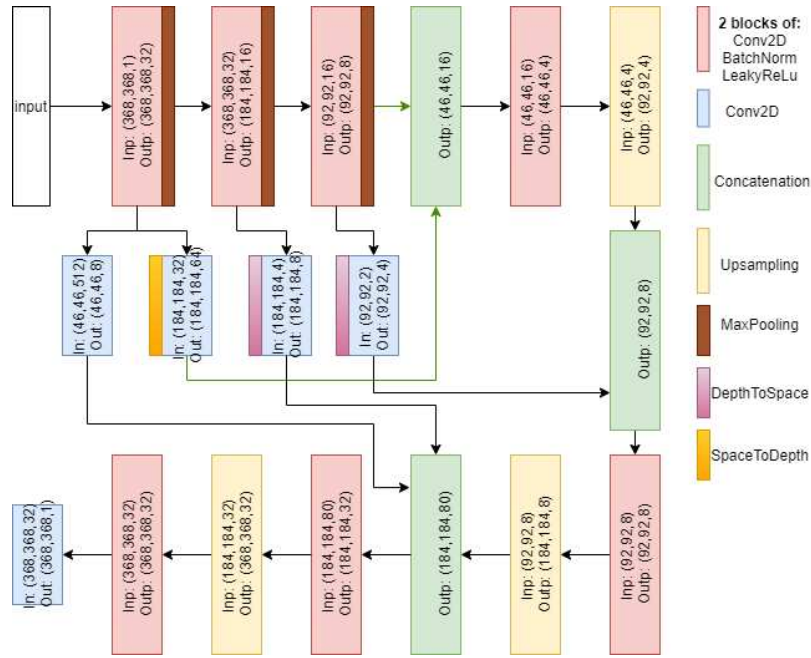 input
Inp: (368,368,1)
Outp: (368,368,32)
Inp: (368,368,32)
Outp: (184,184,16)
Inp: (92,92,16)
Outp: (92,92,8)
Outp: (46,46,16)
Inp: (46,46,16)
Outp: (46,46,4)
Inp: (46,46,4)
Outp: (92,92,4)
In: (46,46,512)
Out: (46,46,8)
In: (184,184,32)
Out: (184,184,64)
In: (184,184,4)
Out: (184,184,8)
In: (92,92,2)
Out: (92,92,4)
Outp: (92,92,8)
In: (368,368,32)
Out: (368,368,1)
Inp: (368,368,32)
Outp: (368,368,32)
Inp: (184,184,32)
Outp: (368,368,32)
Inp: (184,184,80)
Outp: (184,184,32)
Outp: (184,184,80)
Inp: (92,92,8)
Outp: (184,184,8)
Inp: (92,92,8)
Outp: (92,92,8)
2 blocks of:
Conv2D
BatchNorm
LeakyReLu
Conv2D
Concatenation
Upsampling
MaxPooling
DepthToSpace
SpaceToDepth